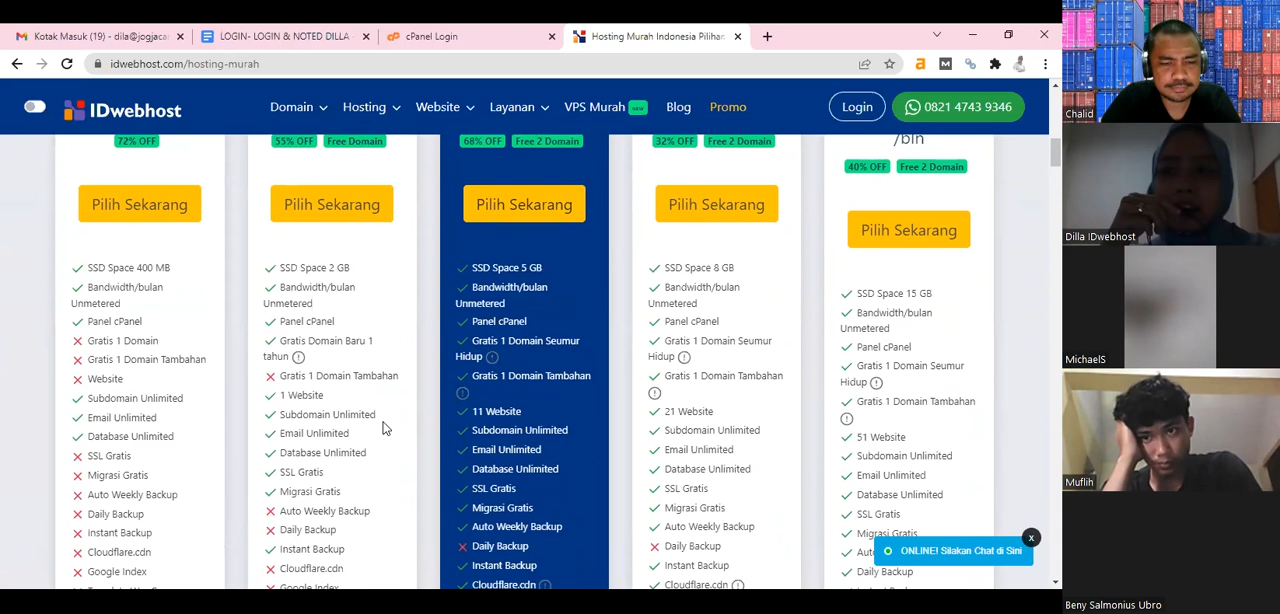 Kotak Masuk (19) - dila@jogjaca
LOGIN- LOGIN & NOTED DILLA -
cPanel Login
Hosting Murah Indonesia Pilihan
idwebhost.com/hosting-murah
IDwebhost
Domain
Hosting
Website
Layanan
VPS Murah
Blog
Promo
Login
0821 4743 9346
72% OFF
Pilih Sekarang
SSD Space 400 MB
Bandwidth/bulan
Unmetered
Panel cPanel
Gratis 1 Domain
Gratis 1 Domain Tambahan
Website
Subdomain Unlimited
Email Unlimited
Database Unlimited
SSL Gratis
Migrasi Gratis
Auto Weekly Backup
Daily Backup
Instant Backup
Cloudflare.cdn
Google Index
55% OFF Free Domain
Pilih Sekarang
SSD Space 2 GB
Bandwidth/bulan
Unmetered
Panel cPanel
Gratis Domain Baru 1
tahun
Gratis 1 Domain Tambahan
1 Website
Subdomain Unlimited
Email Unlimited
Database Unlimited
SSL Gratis
Migrasi Gratis
Auto Weekly Backup
Daily Backup
Instant Backup
Cloudflare.cdn
Google Index
68% OFF Free 2 Domain
Pilih Sekarang
SSD Space 5 GB
Bandwidth/bulan
Unmetered
Panel cPanel
Gratis 1 Domain Seumur
Hidup
Gratis 1 Domain Tambahan
11 Website
Subdomain Unlimited
Email Unlimited
Database Unlimited
SSL Gratis
Migrasi Gratis
Auto Weekly Backup
Daily Backup
Instant Backup
Cloudflare.cdn
32% OFF Free 2 Domain
Pilih Sekarang
SSD Space 8 GB
Bandwidth/bulan
Unmetered
Panel cPanel
Gratis 1 Domain Seumur
Hidup
Gratis 1 Domain Tambahan
21 Website
Subdomain Unlimited
Email Unlimited
Database Unlimited
SSL Gratis
Migrasi Gratis
Auto Weekly Backup
Daily Backup
Instant Backup
Cloudflare.cdn
/bln
40% OFF Free 2 Domain
Pilih Sekarang
SSD Space 15 GB
Bandwidth/bulan
Unmetered
Panel cPanel
Gratis 1 Domain Seumur
Hidup
Gratis 1 Domain Tambahan
51 Website
Subdomain Unlimited
Email Unlimited
Database Unlimited
SSL Gratis
Migrasi Gratis
Daily Backup
ONLINE! Silakan Chat di Sini
x
Chalid
Dilla IDwebhost
MichaelS
Muflih
Beny Salmonius Ubro